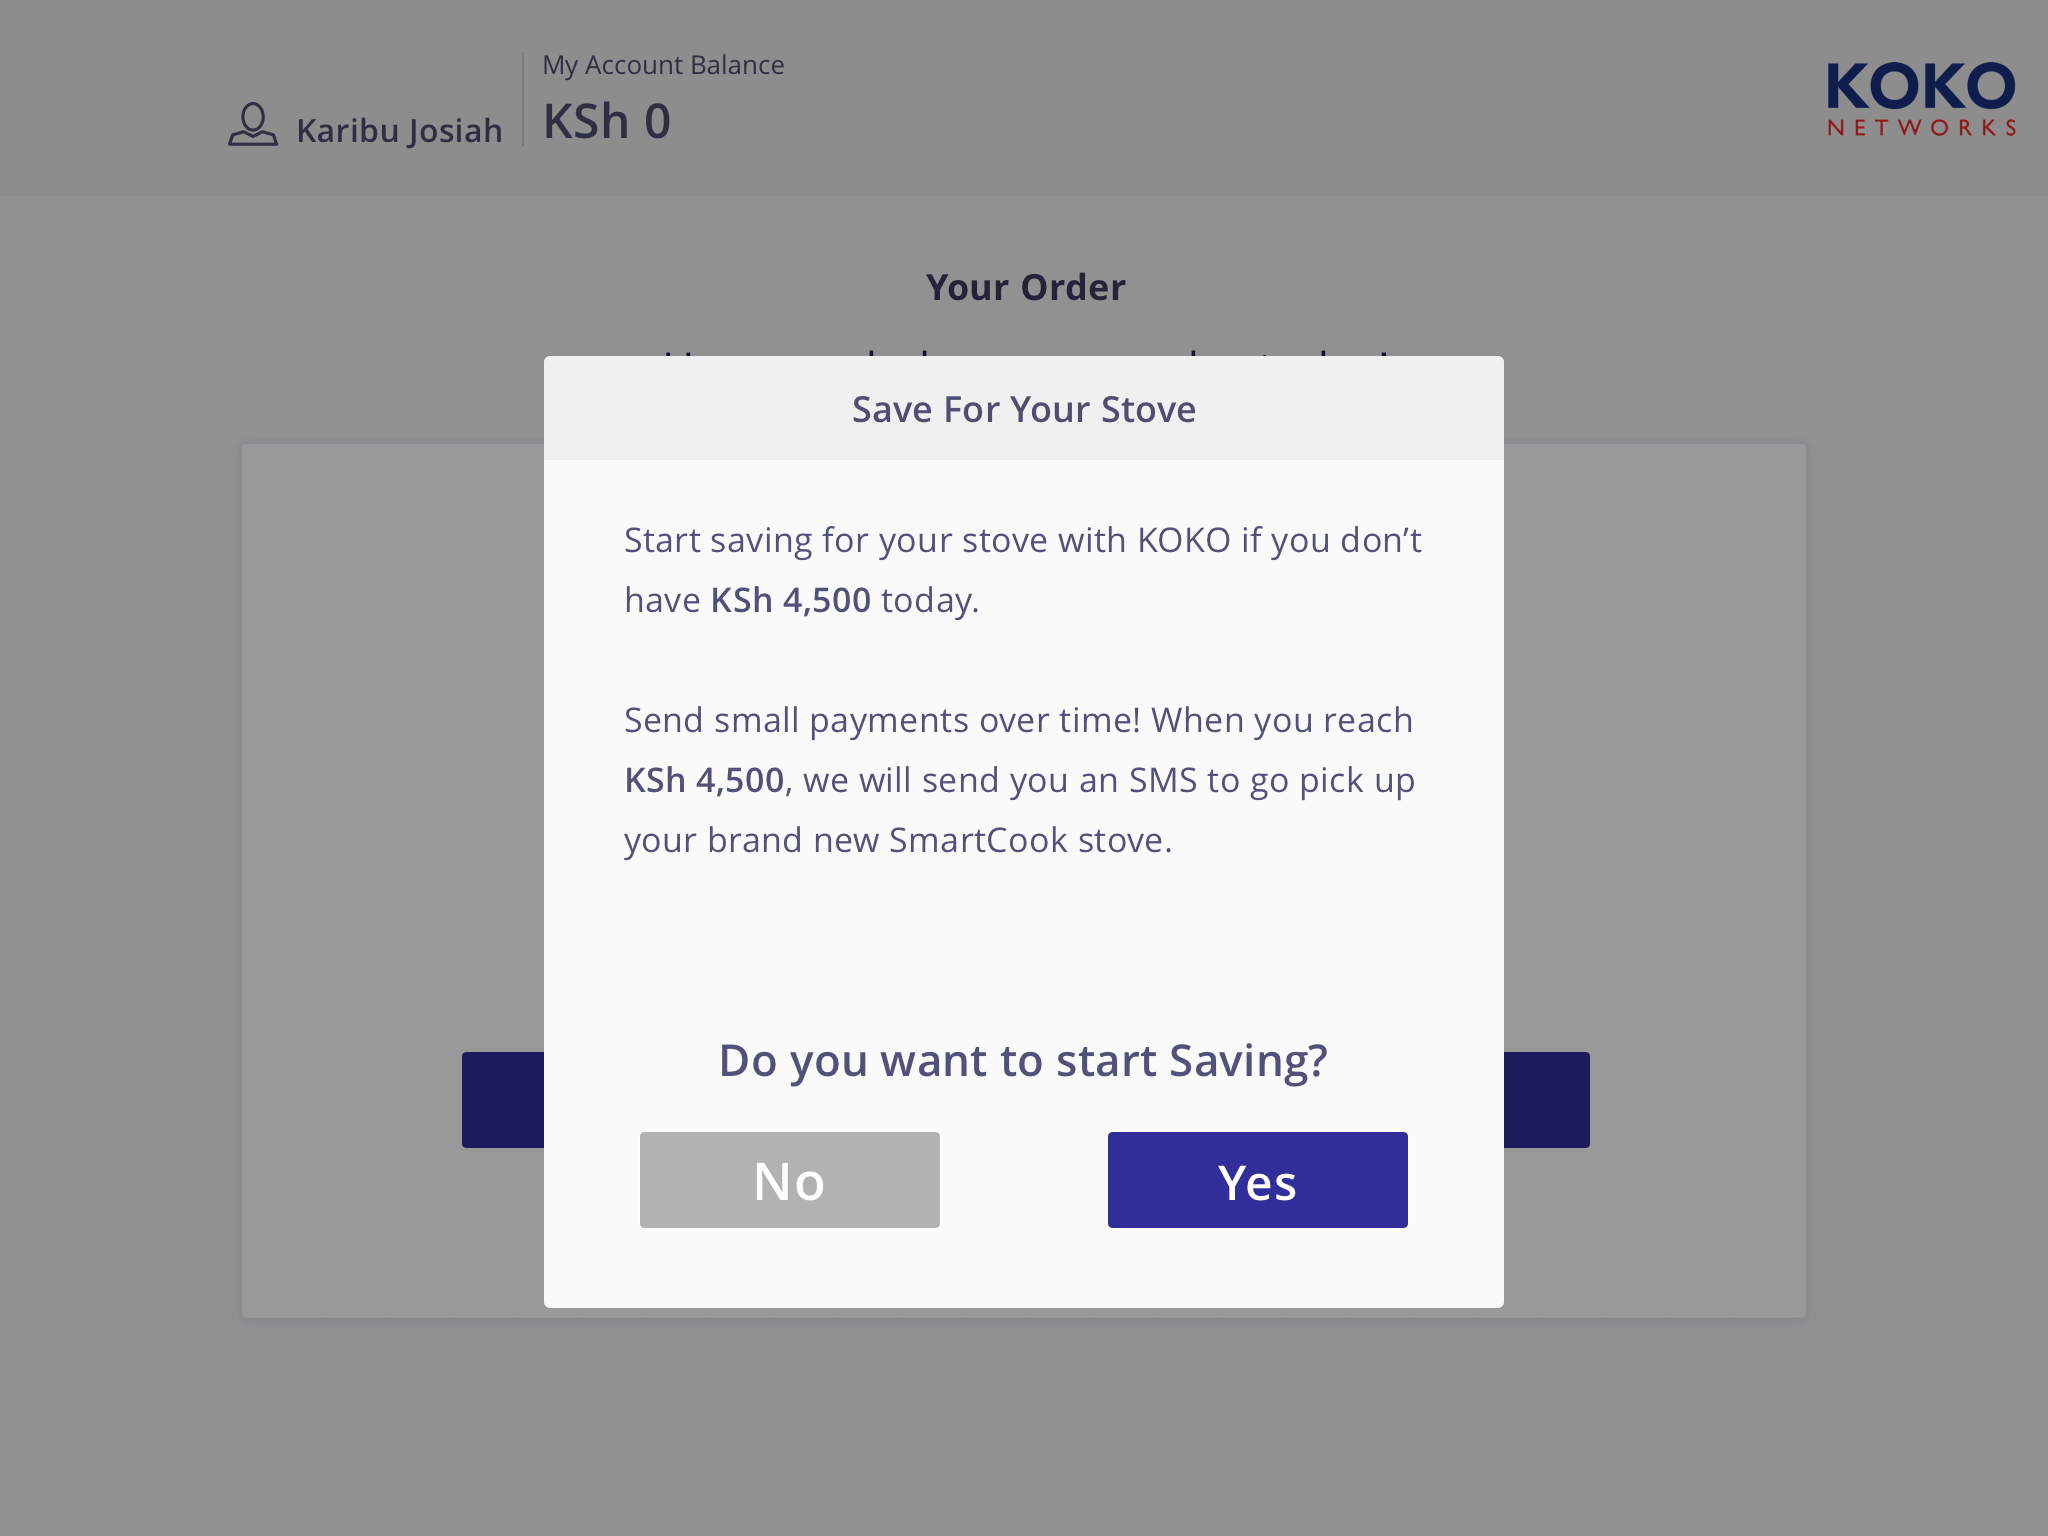 My Account Balance
Karibu Josiah
KSh 0
KOKO
NETWORKS
Your Order
Save For Your Stove
Start saving for your stove with KOKO if you don’t
have KSh 4,500 today.
Send small payments over time! When you reach
KSh 4,500, we will send you an SMS to go pick up
your brand new SmartCook stove.
Do you want to start Saving?
No
Yes